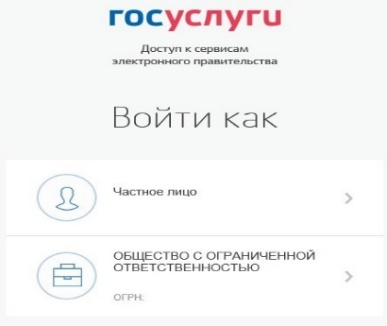 госуслуги
Доступ к сервисам
электронного правительства
Войти как
Частное лицо
ОБЩЕСТВО С ОГРАНИЧЕННОЙ
ОТВЕТСТВЕННОСТЬЮ
ОГРН: